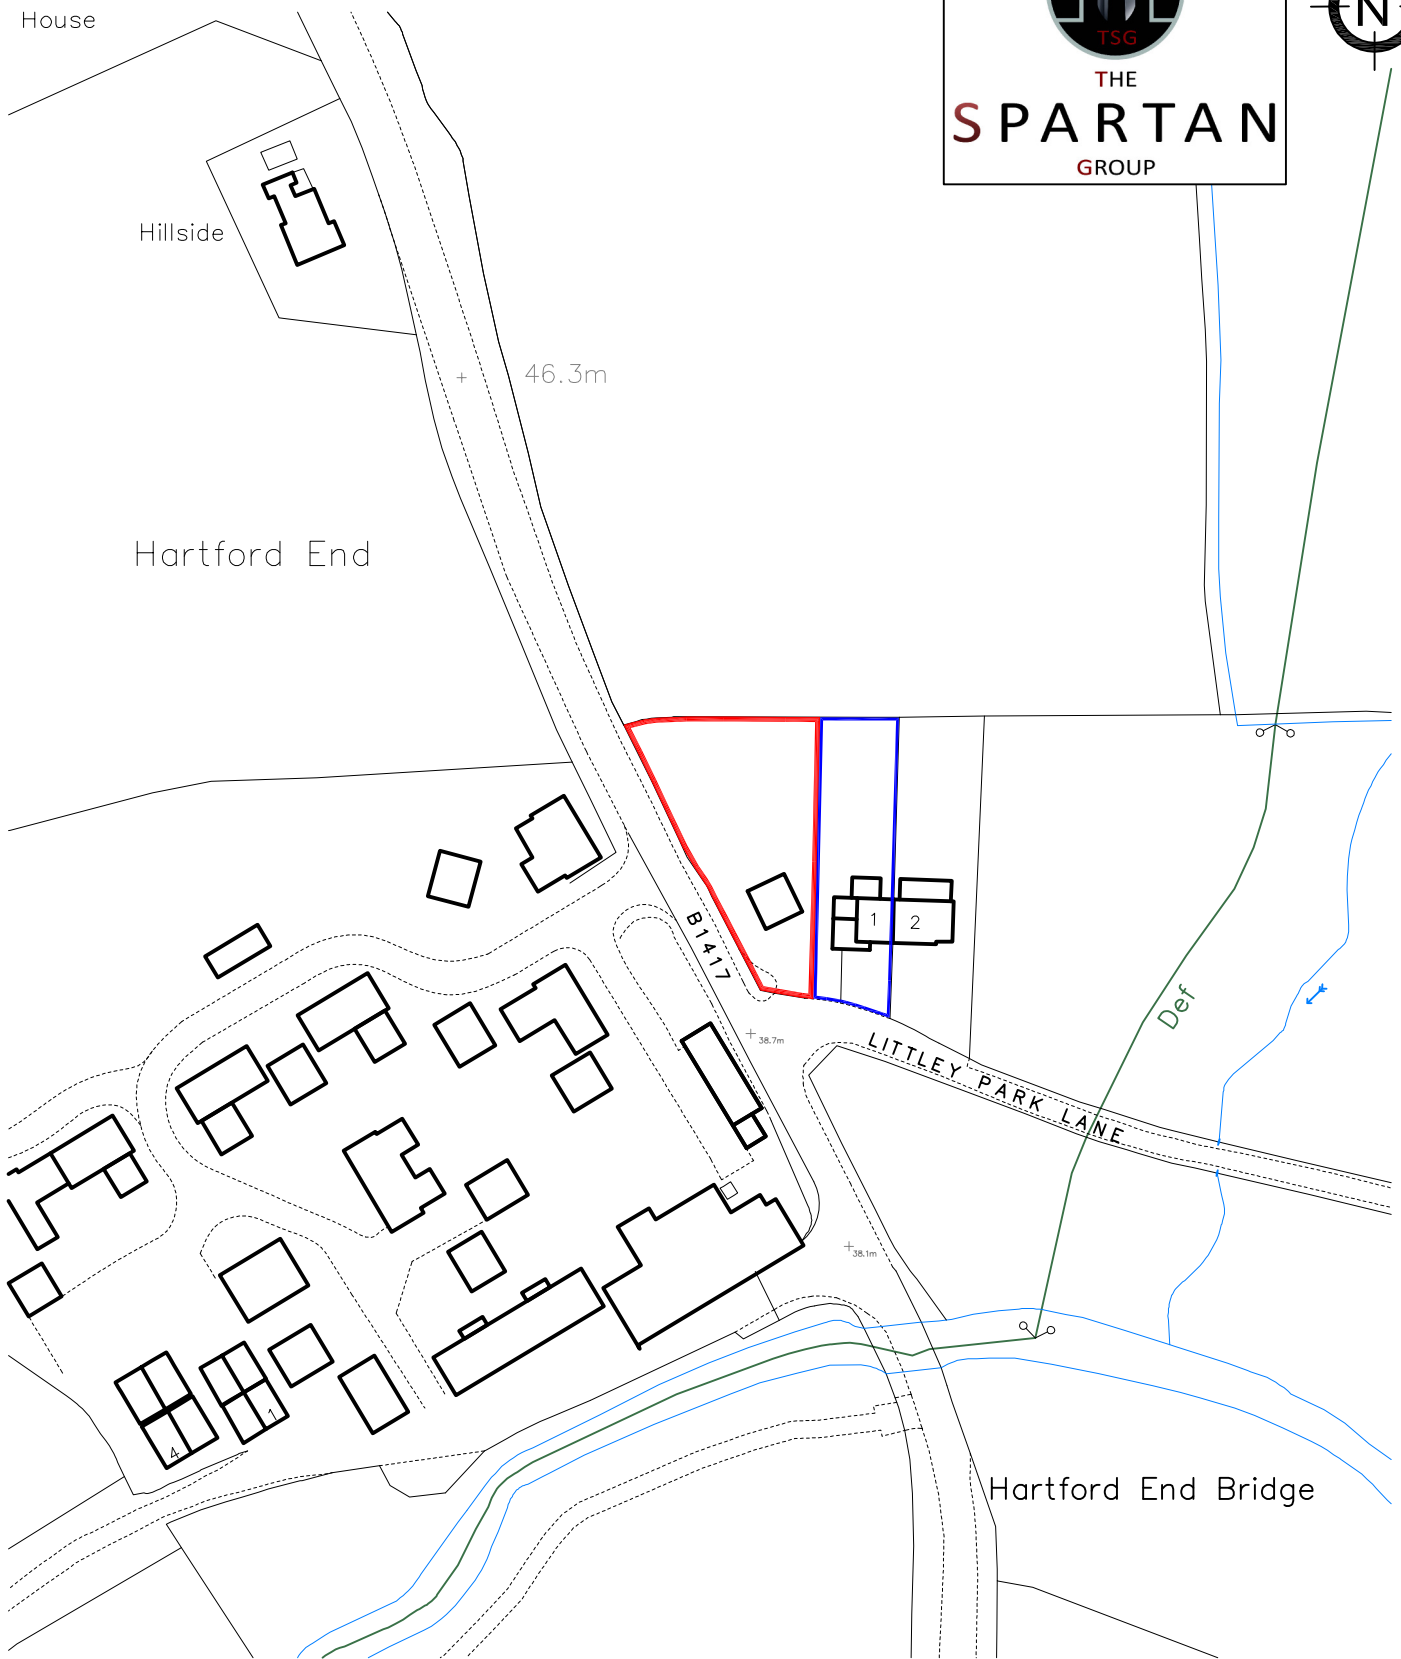 House
N
TSG
THE
SPARTAN
GROUP
Hillside
46.3m
Hartford End
B1417
1
2
Def
38.7m
LITTLEY PARK LANE
38.1m
1
4
Hartford End Bridge